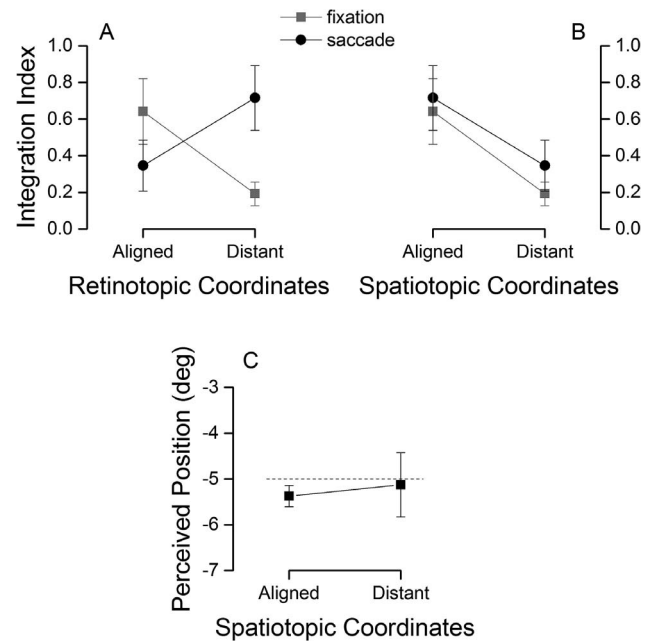 fixation
saccade
A
B
Integration Index
1.0
0.8
0.6
0.4
0.2
0.0
Aligned
Distant
Retinotopic Coordinates
1.0
0.8
0.6
0.4
0.2
0.0
Aligned
Distant
Spatiotopic Coordinates
C
Perceived Position (deg)
-3
-4
-5
-6
-7
Aligned
Distant
Spatiotopic Coordinates